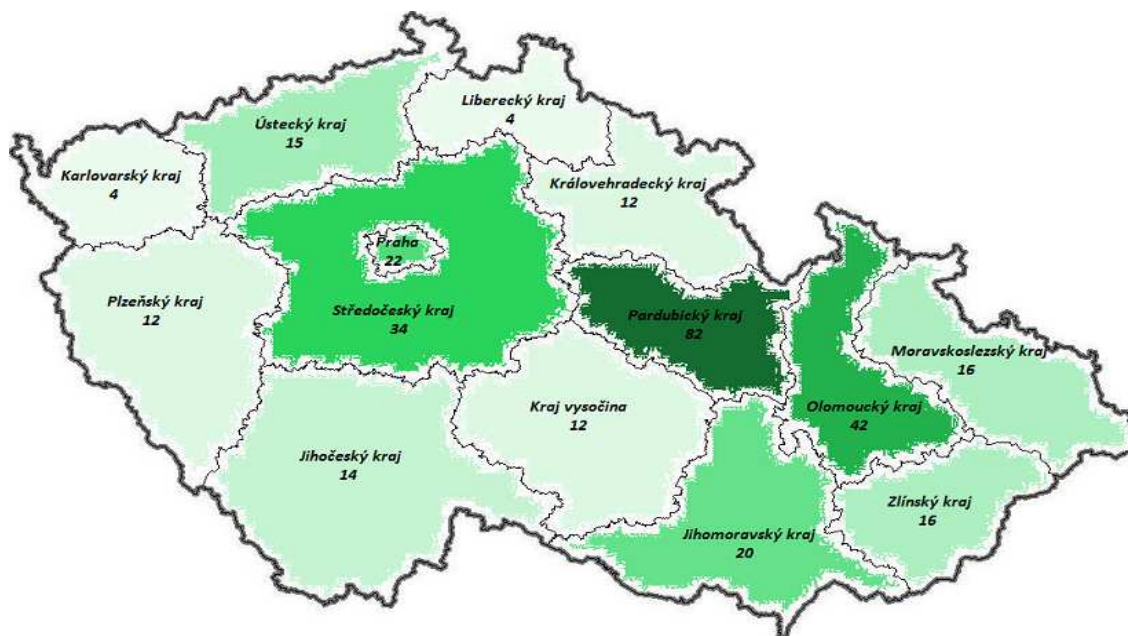 Liberecký kraj
4
Ústecký kraj
15
Karlovarský kraj
4
Královehradecký kraj
12
Praha
22
Plzeňský kraj
12
Středočeský kraj
34
Pardubický kraj
82
Moravskoslezský kraj
16
Olomoucký kraj
42
Kraj vysočina
12
Jihočeský kraj
14
Zlínský kraj
16
Jihomoravský kraj
20